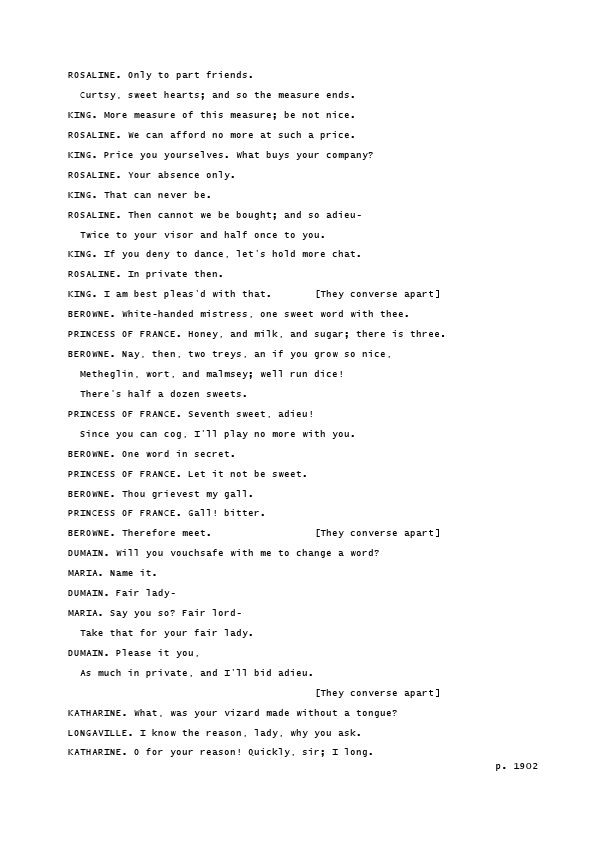 ROSALINE. Only to part friends.
Curtsy, sweet hearts; and so the measure ends.
KING. More measure of this measure; be not nice.
ROSALINE. We can afford no more at such a price.
KING. Price you yourselves. What buys your company?
ROSALINE. Your absence only.
KING. That can never be.
ROSALINE. Then cannot we be bought; and so adieu-
Twice to your visor and half once to you.
KING. If you deny to dance, let's hold more chat.
ROSALINE. In private then.
KING. I am best pleas'd with that. [They converse apart]
BEROWNE. White-handed mistress, one sweet word with thee.
PRINCESS OF FRANCE. Honey, and milk, and sugar; there is three.
BEROWNE. Nay, then, two treys, an if you grow so nice,
Metheglin, wort, and malmsey; well run dice!
There's half a dozen sweets.
PRINCESS OF FRANCE. Seventh sweet, adieu!
Since you can cog, I'll play no more with you.
BEROWNE. One word in secret.
PRINCESS OF FRANCE. Let it not be sweet.
BEROWNE. Thou grievest my gall.
PRINCESS OF FRANCE. Gall! bitter.
BEROWNE. Therefore meet. [They converse apart]
DUMAIN. Will you vouchsafe with me to change a word?
MARIA. Name it.
DUMAIN. Fair lady-
MARIA. Say you so? Fair lord-
Take that for your fair lady.
DUMAIN. Please it you,
As much in private, and I'll bid adieu.
[They converse apart]
KATHARINE. What, was your vizard made without a tongue?
LONGAVILLE. I know the reason, lady, why you ask.
KATHARINE. O for your reason! Quickly, sir; I long.
p. 1902